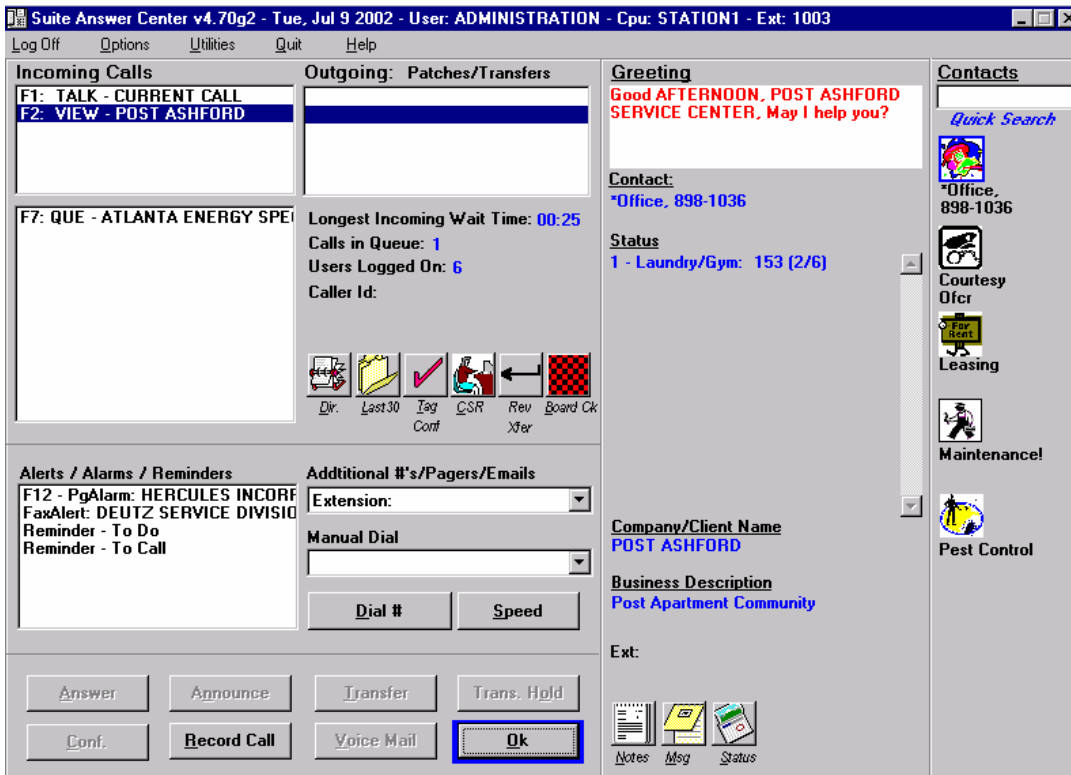 Suite Answer Center v4.70g2 - Tue, Jul 9 2002 - User: ADMINISTRATION - Cpu: STATION1 - Ext: 1003
Log Off Options Utilities Quit Help
Incoming Calls
F1: TALK - CURRENT CALL
F2: VIEW - POST ASHFORD
F7: QUE - ATLANTA ENERGY SPE
Outgoing: Patches/Transfers
Longest Incoming Wait Time: 00:25
Calls in Queue: 1
Users Logged On: 6
Caller Id:
Dir. Last30 Tag Conf CSR Rev Xfer Board Ck
Alerts / Alarms / Reminders
F12 - PgAlarm: HERCULES INCORP
FaxAlert: DEUTZ SERVICE DIVISIO
Reminder - To Do
Reminder - To Call
Addtitional #'s/Pagers/Emails
Extension:
Manual Dial
Dial # Speed
Answer Announce Transfer Trans. Hold
Conf. Record Call Voice Mail Ok
Greeting
Good AFTERNOON, POST ASHFORD
SERVICE CENTER, May I help you?
Contact:
*Office, 898-1036
Status
1 - Laundry/Gym: 153 (2/6)
Company/Client Name
POST ASHFORD
Business Description
Post Apartment Community
Ext:
Notes Msg Status
Contacts
Quick Search
*Office,
898-1036
Courtesy
Ofcr
For
Rent
Leasing
Maintenance!
Pest Control